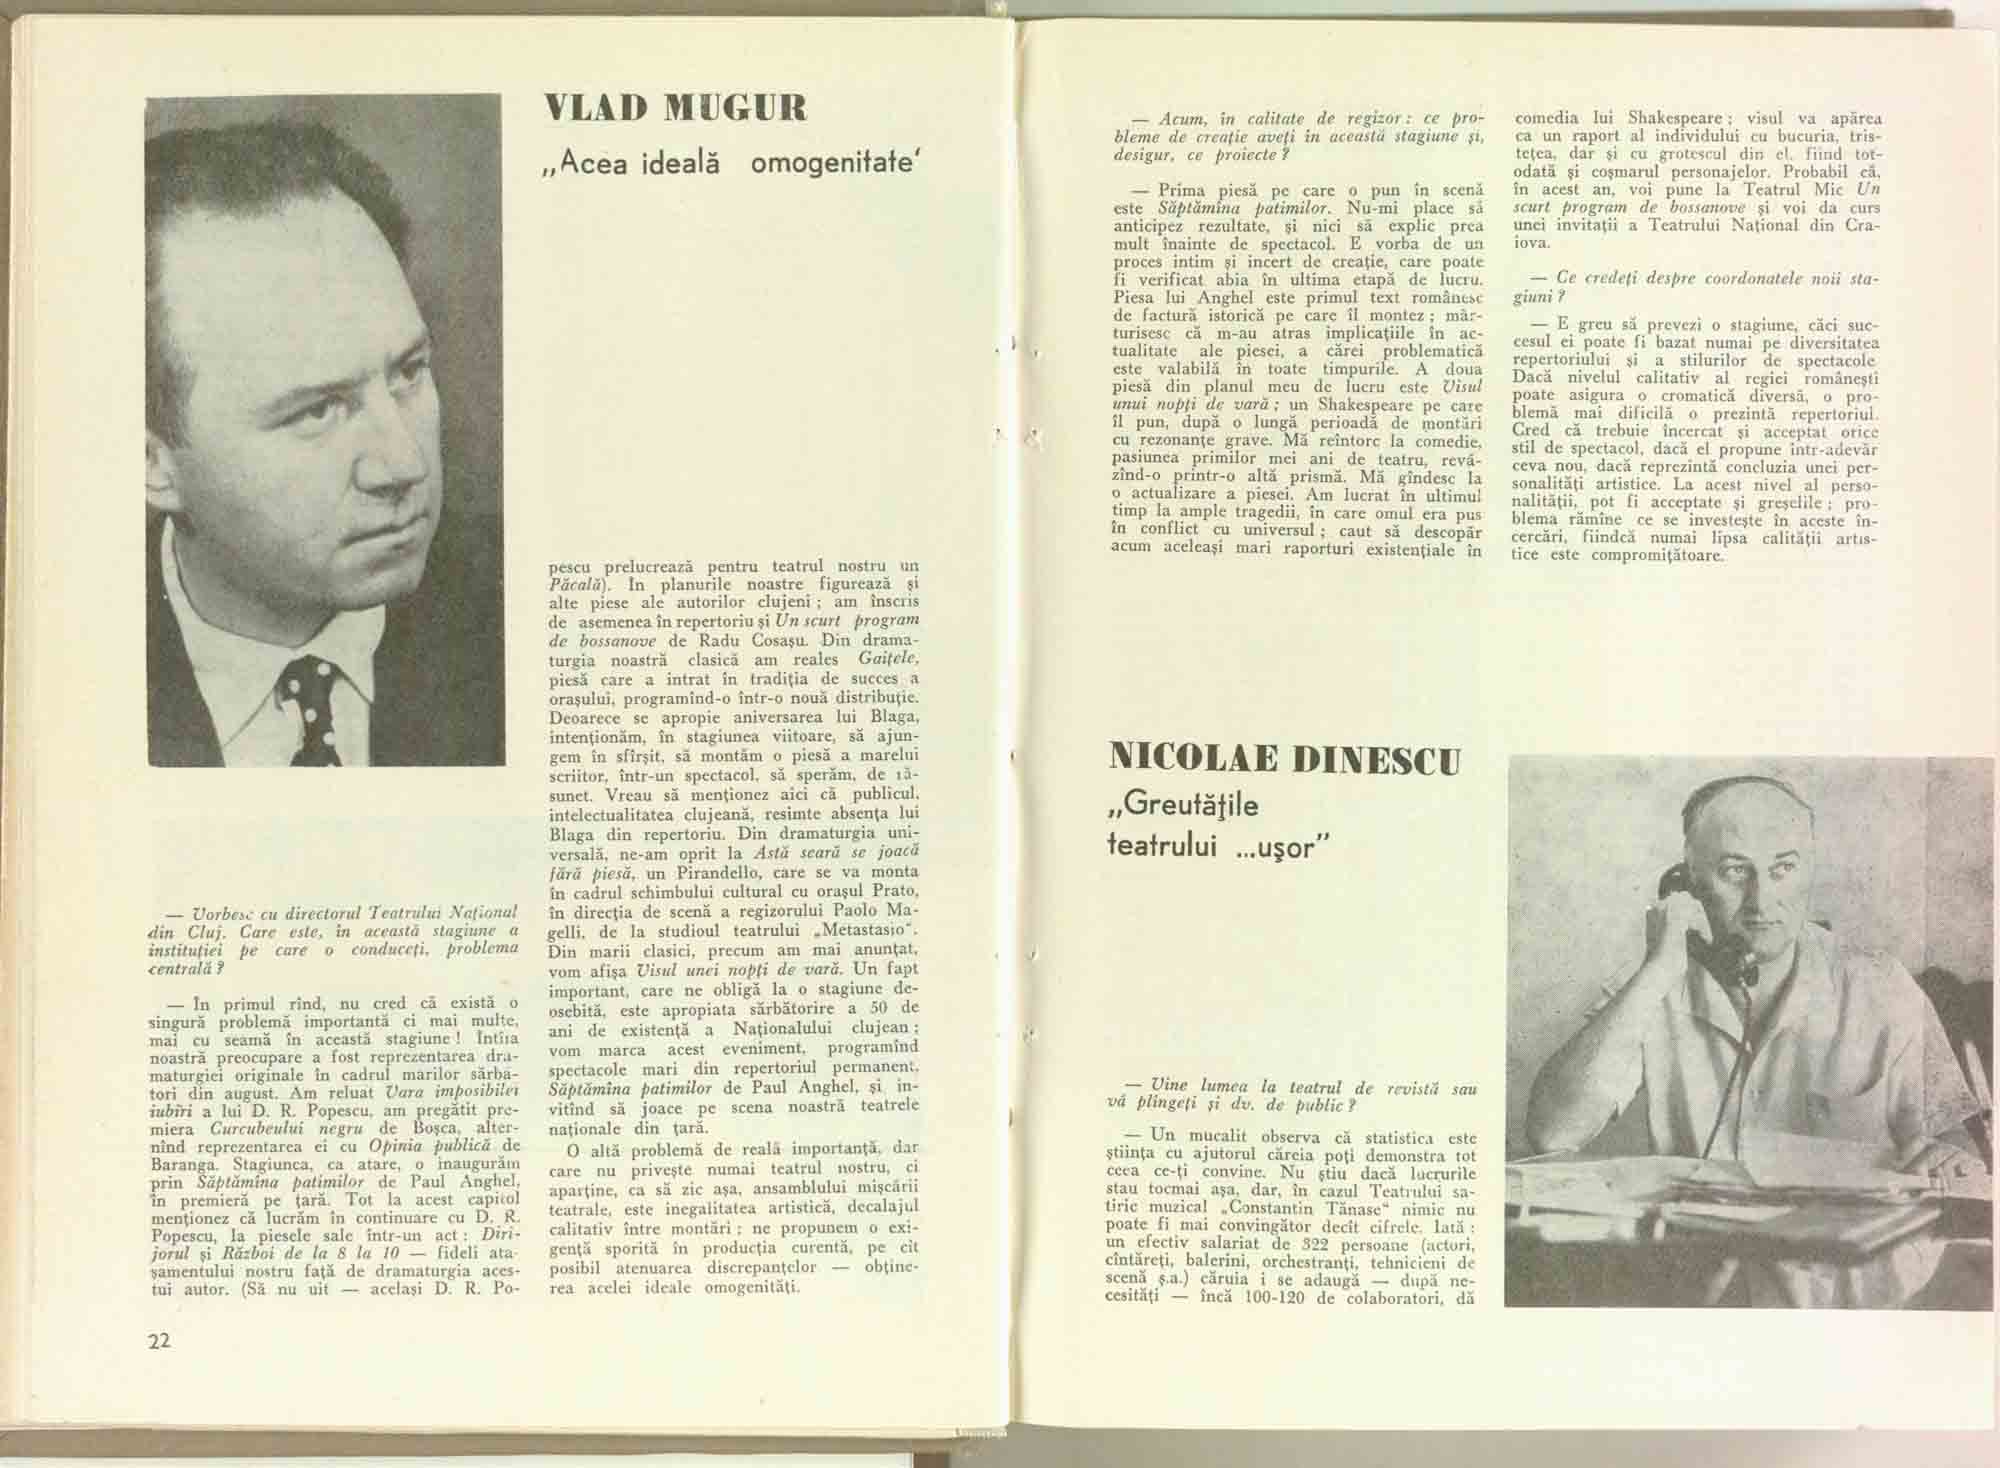 VLAD MUGUR
„Acea ideală omogenitate‘
— Vorbesc cu directorul Teatrului Național
din Cluj. Care este, în această stagiune a
instituției pe care o conduceți, problema
centrală ?
— In primul rînd, nu cred că există o
singură problemă importantă ci mai multe,
mai cu seamă în această stagiune ! Intîia
noastră preocupare a fost reprezentarea dra-
maturgiei originale în cadrul marilor sărbă-
tori din august. Am reluat Vara imposibilei
iubiri a lui D. R. Popescu, am pregătit pre-
miera Curcubeului negru de Boșca, alter-
nînd reprezentarea ei cu Opinia publică de
Baranga. Stagiunea, ca atare, o inaugurăm
prin Săptămîna patimilor de Paul Anghel,
în premieră pe țară. Tot la acest capitol
menționez că lucrăm în continuare cu D. R.
Popescu, la piesele sale într-un act : Diri-
jorul și Război de la 8 la 10 — fideli ata-
șamentului nostru față de dramaturgia aces-
tui autor. (Să nu uit — același D. R. Po-
pescu prelucrează pentru teatrul nostru un
Păcală). In planurile noastre figurează și
alte piese ale autorilor clujeni ; am înscris
de asemenea în repertoriu și Un scurt program
de bossanove de Radu Cosașu. Din drama-
turgia noastră clasică am reales Gaițele,
piesă care a intrat în tradiția de succes a
orașului, programînd-o într-o nouă distribuție.
Deoarece se apropie aniversarea lui Blaga,
intenționăm, în stagiunea viitoare, să ajun-
gem în sfîrșit, să montăm o piesă a marelui
scriitor, într-un spectacol, să sperăm, de ră-
sunet. Vreau să menționez aici că publicul,
intelectualitatea clujeană, resimte absența lui
Blaga din repertoriu. Din dramaturgia uni-
versală, ne-am oprit la Astă seară se joacă
fără piesă, un Pirandello, care se va monta
în cadrul schimbului cultural cu orașul Prato,
în direcția de scenă a regizorului Paolo Ma-
gelli, de la studioul teatrului „Metastasio“.
Din marii clasici, precum am mai anunțat,
vom afișa Visul unei nopți de vară. Un fapt
important, care ne obligă la o stagiune de-
osebită, este apropiata sărbătorire a 50 de
ani de existență a Naționalului clujean ;
vom marca acest eveniment, programînd
spectacole mari din repertoriul permanent,
Săptămîna patimilor de Paul Anghel, și in-
vitînd să joace pe scena noastră teatrele
naționale din țară.
O altă problemă de reală importanță, dar
care nu privește numai teatrul nostru, ci
aparține, ca să zic așa, ansamblului mișcării
teatrale, este inegalitatea artistică, decalajul
calitativ între montări ; ne propunem o exi-
gență sporită în producția curentă, pe cît
posibil atenuarea discrepanțelor — obține-
rea acelei ideale omogenități.
22
— Acum, în calitate de regizor : ce pro-
bleme de creație aveți în această stagiune și,
desigur, ce proiecte ?
— Prima piesă pe care o pun în scenă
este Săptămîna patimilor. Nu-mi place să
anticipez rezultate, și nici să explic prea
mult înainte de spectacol. E vorba de un
proces intim și incert de creație, care poate
fi verificat abia în ultima etapă de lucru.
Piesa lui Anghel este primul text românesc
de factură istorică pe care îl montez ; măr-
turisesc că m-au atras implicațiile în ac-
tualitate ale piesei, a cărei problematică
este valabilă în toate timpurile. A doua
piesă din planul meu de lucru este Visul
unui nopți de vară ; un Shakespeare pe care
îl pun, după o lungă perioadă de montări
cu rezonanțe grave. Mă reîntorc la comedie,
pasiunea primilor mei ani de teatru, revă-
zînd-o printr-o altă prismă. Mă gîndesc la
o actualizare a piesei. Am lucrat în ultimul
timp la ample tragedii, în care omul era pus
în conflict cu universul ; caut să descopăr
acum aceleași mari raporturi existențiale în
comedia lui Shakespeare ; visul va apărea
ca un raport al individului cu bucuria, tris-
tețea, dar și cu grotescul din el, fiind tot-
odată și coșmarul personajelor. Probabil că,
în acest an, voi pune la Teatrul Mic Un
scurt program de bossanove și voi da curs
unei invitații a Teatrului Național din Cra-
iova.
— Ce credeți despre coordonatele noii sta-
giuni ?
— E greu să prevezi o stagiune, căci suc-
cesul ei poate fi bazat numai pe diversitatea
repertoriului și a stilurilor de spectacole
Dacă nivelul calitativ al regiei românești
poate asigura o cromatică diversă, o pro-
blemă mai dificilă o prezintă repertoriul.
Cred că trebuie încercat și acceptat orice
stil de spectacol, dacă el propune într-adevăr
ceva nou, dacă reprezintă concluzia unei per-
sonalități artistice. La acest nivel al perso-
nalității, pot fi acceptate și greșelile ; pro-
blema rămîne ce se investește în aceste în-
cercări, fiindcă numai lipsa calității artis-
tice este compromițătoare.
NICOLAE DINESCU
„Greutățile
teatrului ...ușor”
— Vine lumea la teatrul de revistă sau
vă plîngeți și dv. de public ?
— Un mucalit observa că statistica este
știința cu ajutorul căreia poți demonstra tot
ceea ce-ți convine. Nu știu dacă lucrurile
stau tocmai așa, dar, în cazul Teatrului sa-
tiric muzical „Constantin Tănase“ nimic nu
poate fi mai convingător decît cifrele. Iată :
un efectiv salariat de 322 persoane (actori,
cîntăreți, balerini, orchestranți, tehnicieni de
scenă ș.a.) căruia i se adaugă — după ne-
cesități — încă 100-120 de colaboratori, dă